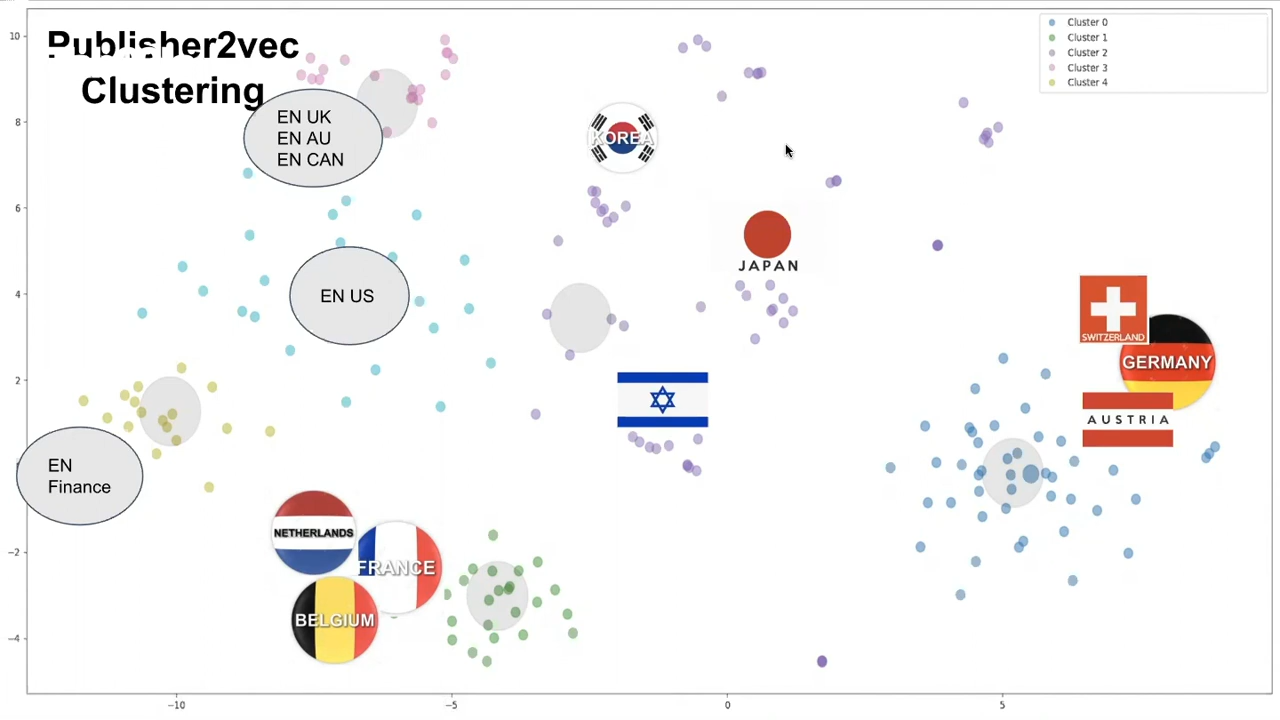 Publisher2vec
Clustering
Cluster 0
Cluster 1
Cluster 2
Cluster 3
Cluster 4
EN UK
EN AU
EN CAN
KOREA
JAPAN
EN US
SWITZERLAND
GERMANY
AUSTRIA
EN
Finance
NETHERLANDS
FRANCE
BELGIUM
10
8
6
4
2
−2
−4
−10
−5
0
5